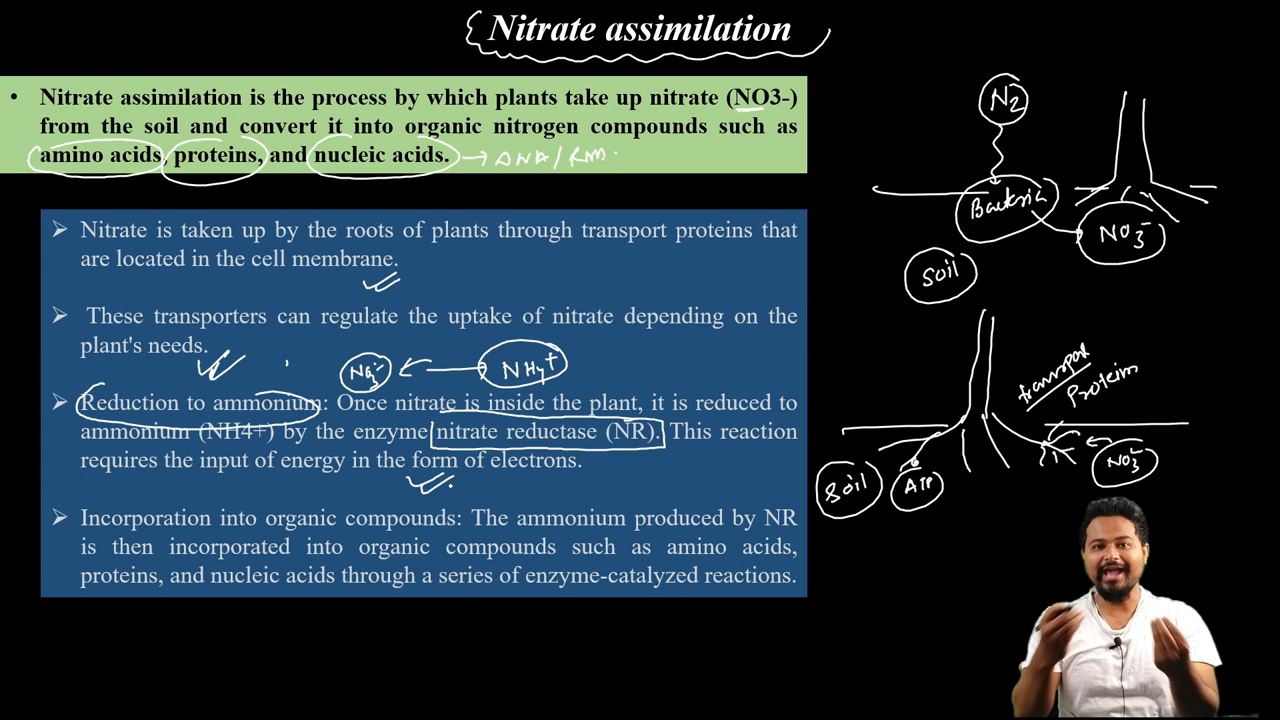 Nitrate assimilation
• Nitrate assimilation is the process by which plants take up nitrate (NO3-)
from the soil and convert it into organic nitrogen compounds such as
amino acids, proteins, and nucleic acids. → DNA/RNA
➢ Nitrate is taken up by the roots of plants through transport proteins that
are located in the cell membrane.
➢ These transporters can regulate the uptake of nitrate depending on the
plant's needs.
NO3⁻ ← NH4+
➢ Reduction to ammonium: Once nitrate is inside the plant, it is reduced to
ammonium (NH4+) by the enzyme nitrate reductase (NR). This reaction
requires the input of energy in the form of electrons.
➢ Incorporation into organic compounds: The ammonium produced by NR
is then incorporated into organic compounds such as amino acids,
proteins, and nucleic acids through a series of enzyme-catalyzed reactions.
N2
Bacteria
NO3⁻
Soil
transport
Proteins
Soil
ATP
NO3⁻